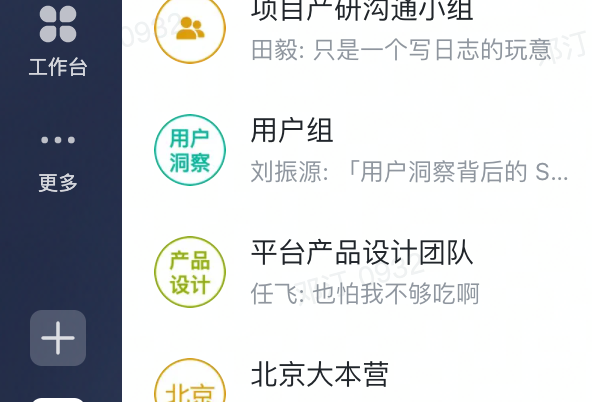 项目产研沟通小组
田毅: 只是一个写日志的玩意
工作台
用户
洞察
用户组
刘振源: 「用户洞察背后的 S...
更多
产品
设计
平台产品设计团队
任飞: 也怕我不够吃啊
北京
北京大本营
邓汀 0932